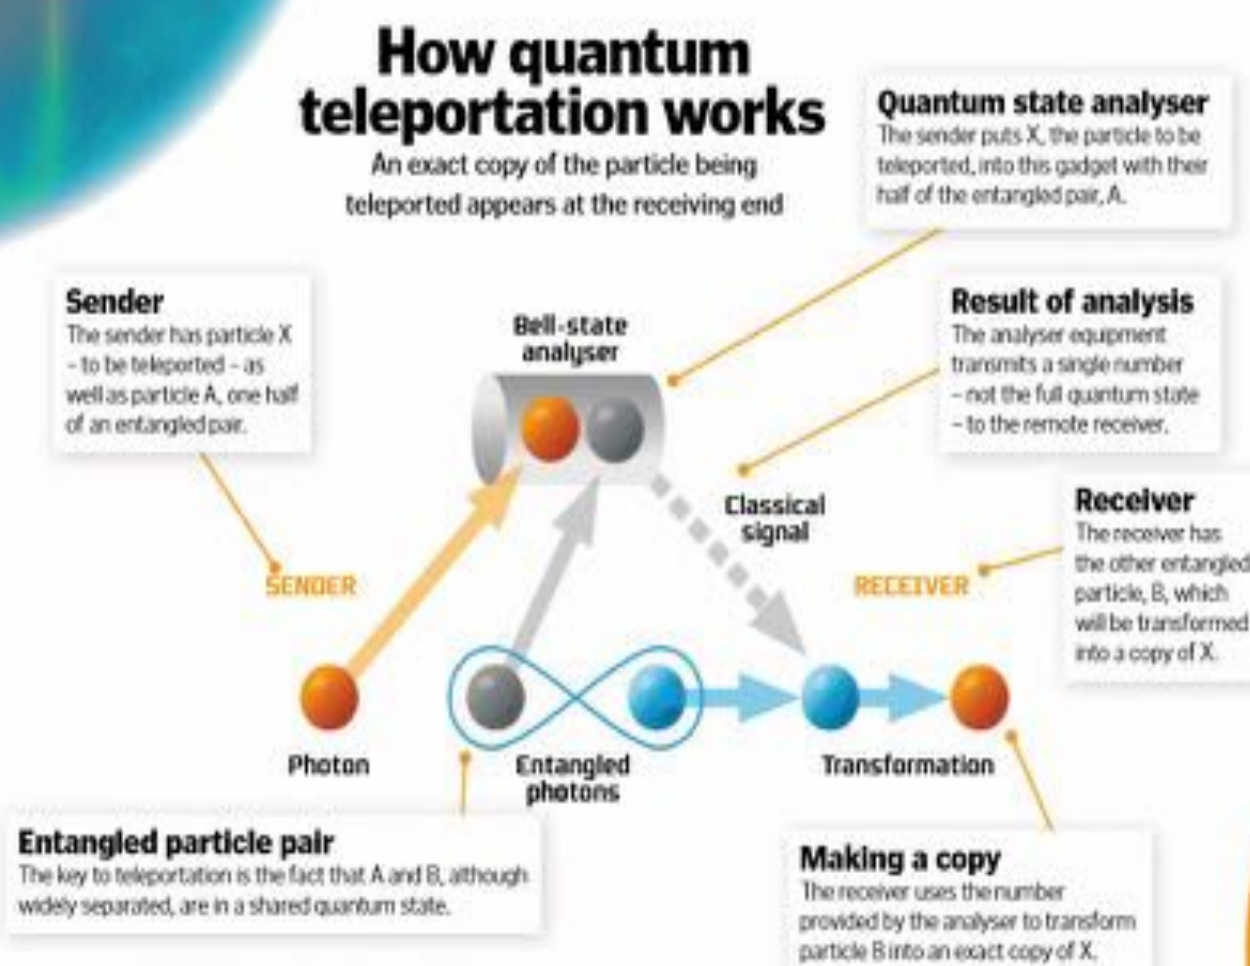 How quantum
teleportation works
An exact copy of the particle being
teleported appears at the receiving end
Quantum state analyser
The sender puts X, the particle to be
teleported, into this gadget with their
half of the entangled pair, A.
Sender
The sender has particle X
– to be teleported – as
well as particle A, one half
of an entangled pair.
Bell-state
analyser
Result of analysis
The analyser equipment
transmits a single number
– not the full quantum state
– to the remote receiver.
Classical
signal
Receiver
The receiver has
the other entangled
particle, B, which
will be transformed
into a copy of X.
SENDER
RECEIVER
Photon
Entangled
photons
Transformation
Entangled particle pair
The key to teleportation is the fact that A and B, although
widely separated, are in a shared quantum state.
Making a copy
The receiver uses the number
provided by the analyser to transform
particle B into an exact copy of X.